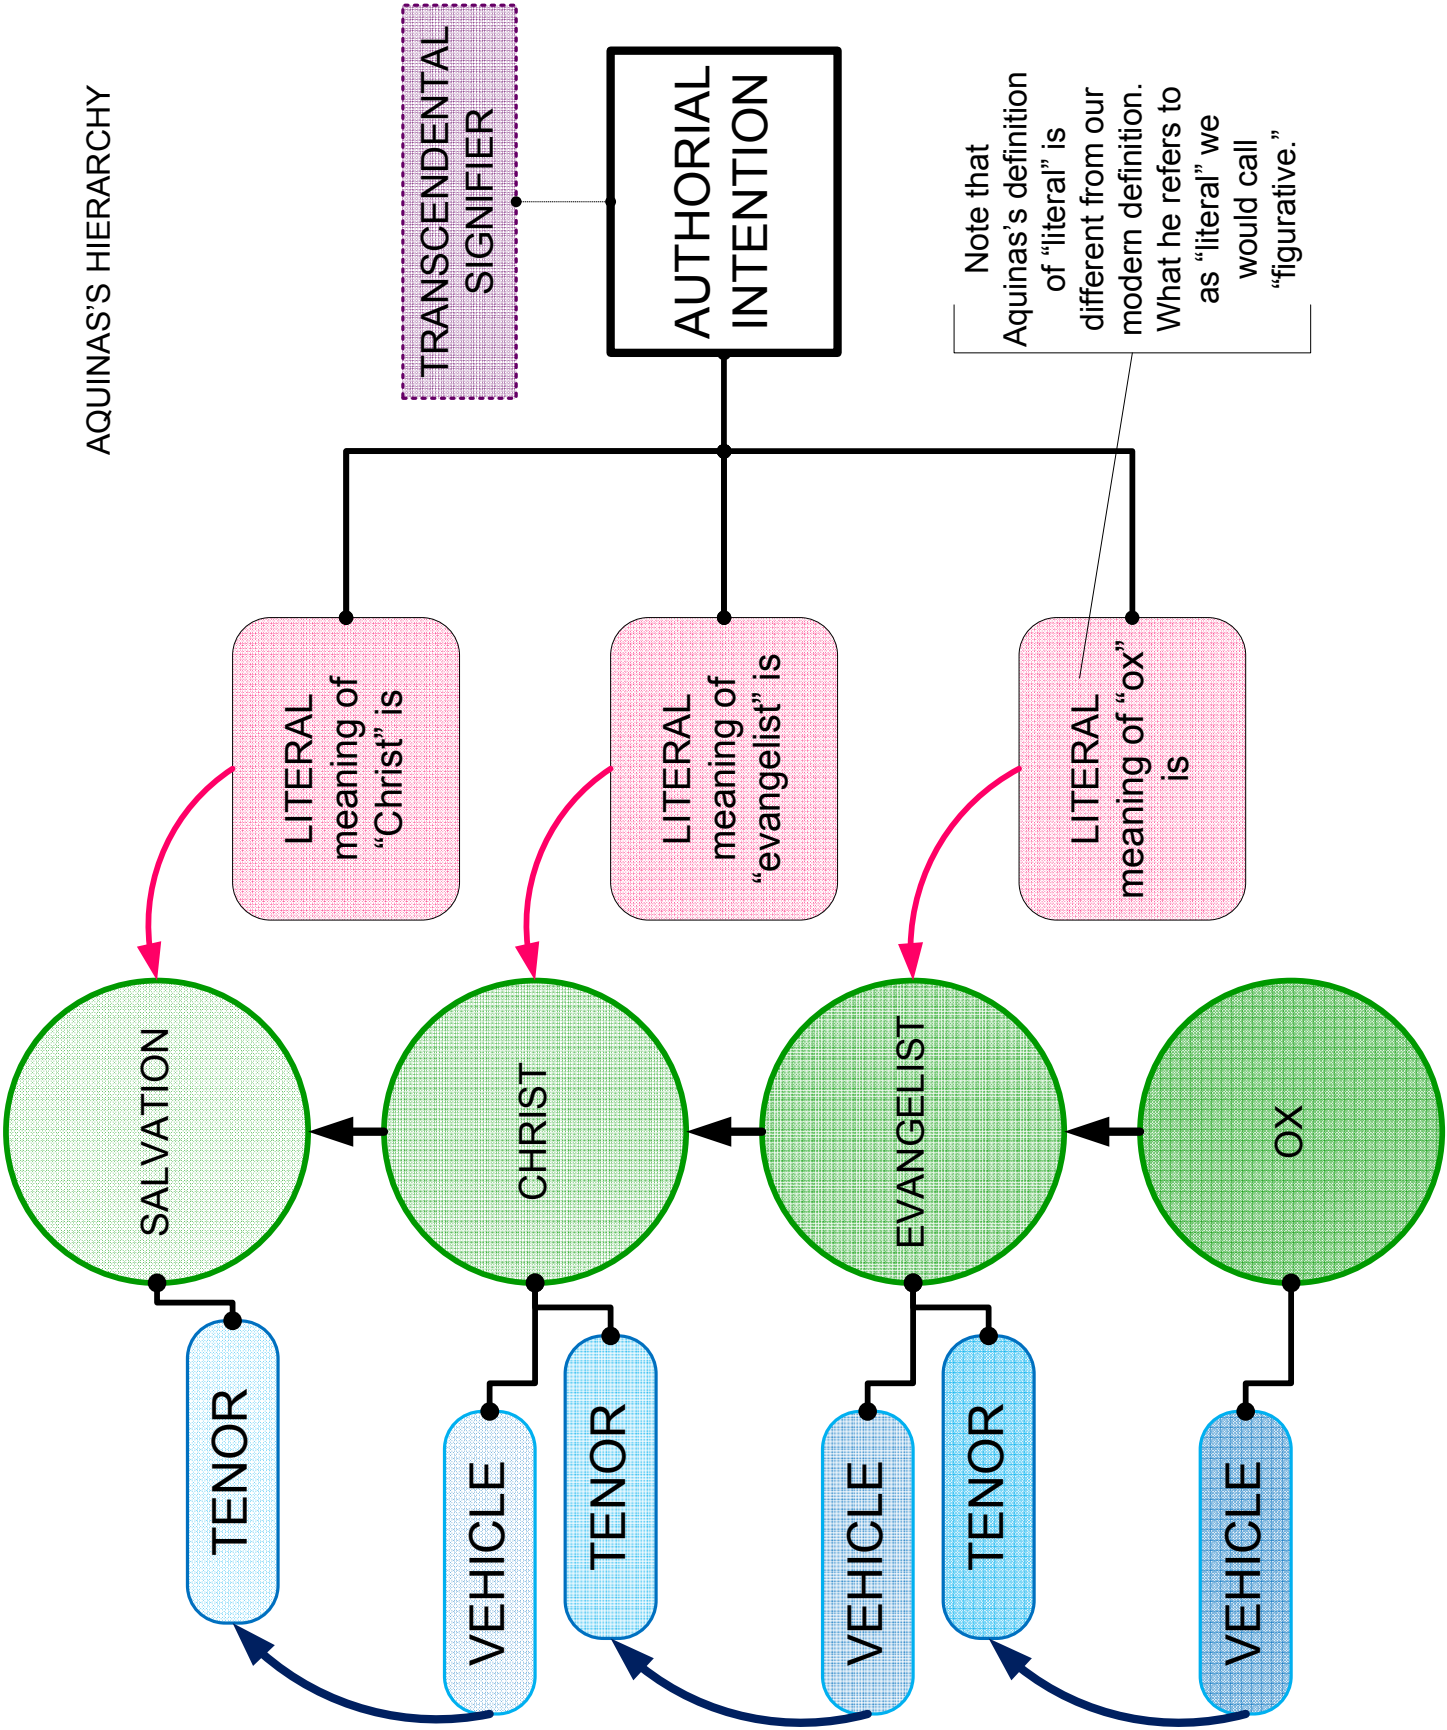 AQUINAS’S HIERARCHY
TENOR
SALVATION
LITERAL
meaning of
“Christ” is
TRANSCENDENTAL
SIGNIFIER
VEHICLE
CHRIST
TENOR
LITERAL
meaning of
“evangelist” is
AUTHORIAL
INTENTION
VEHICLE
EVANGELIST
TENOR
LITERAL
meaning of “ox”
is
Note that
Aquinas’s definition
of “literal” is
different from our
modern definition.
What he refers to
as “literal” we
would call
“figurative.”
VEHICLE
OX